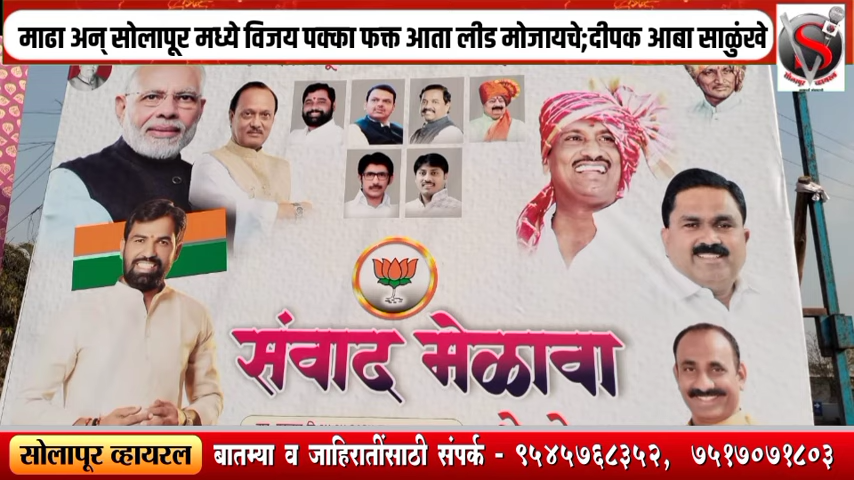 माढा अन् सोलापूर मध्ये विजय पक्का फक्त आता लीड मोजायचे;दीपक आबा साळुंखे
संवाद मेळावा
सोलापूर व्हायरल
बातम्या व जाहिरातींसाठी संपर्क - ९५४५७६८३५२, ७५१७०७१८०३